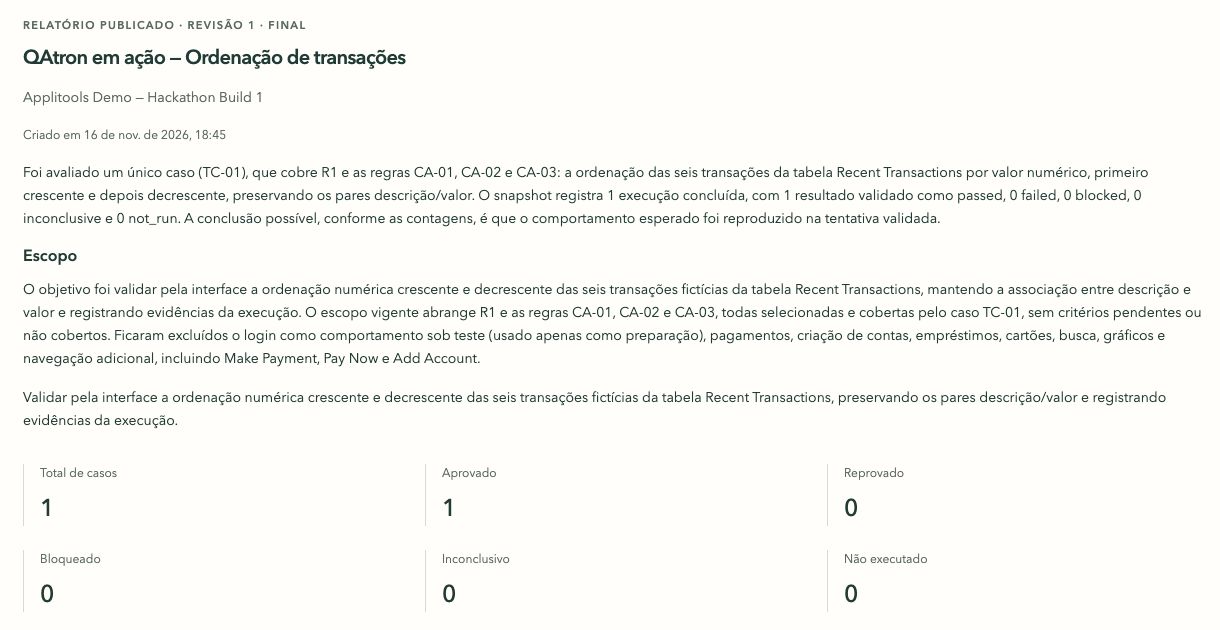 RELATÓRIO PUBLICADO · REVISÃO 1 · FINAL
QAtron em ação — Ordenação de transações
Applitools Demo — Hackathon Build 1
Criado em 16 de nov. de 2026, 18:45
Foi avaliado um único caso (TC-01), que cobre R1 e as regras CA-01, CA-02 e CA-03: a ordenação das seis transações da tabela Recent Transactions por valor numérico, primeiro
crescente e depois decrescente, preservando os pares descrição/valor. O snapshot registra 1 execução concluída, com 1 resultado validado como passed, 0 failed, 0 blocked, 0
inconclusive e 0 not_run. A conclusão possível, conforme as contagens, é que o comportamento esperado foi reproduzido na tentativa validada.
Escopo
O objetivo foi validar pela interface a ordenação numérica crescente e decrescente das seis transações fictícias da tabela Recent Transactions, mantendo a associação entre descrição e
valor e registrando evidências da execução. O escopo vigente abrange R1 e as regras CA-01, CA-02 e CA-03, todas selecionadas e cobertas pelo caso TC-01, sem critérios pendentes ou
não cobertos. Ficaram excluídos o login como comportamento sob teste (usado apenas como preparação), pagamentos, criação de contas, empréstimos, cartões, busca, gráficos e
navegação adicional, incluindo Make Payment, Pay Now e Add Account.
Validar pela interface a ordenação numérica crescente e decrescente das seis transações fictícias da tabela Recent Transactions, preservando os pares descrição/valor e registrando
evidências da execução.
Total de casos
1
Aprovado
1
Reprovado
0
Bloqueado
0
Inconclusivo
0
Não executado
0